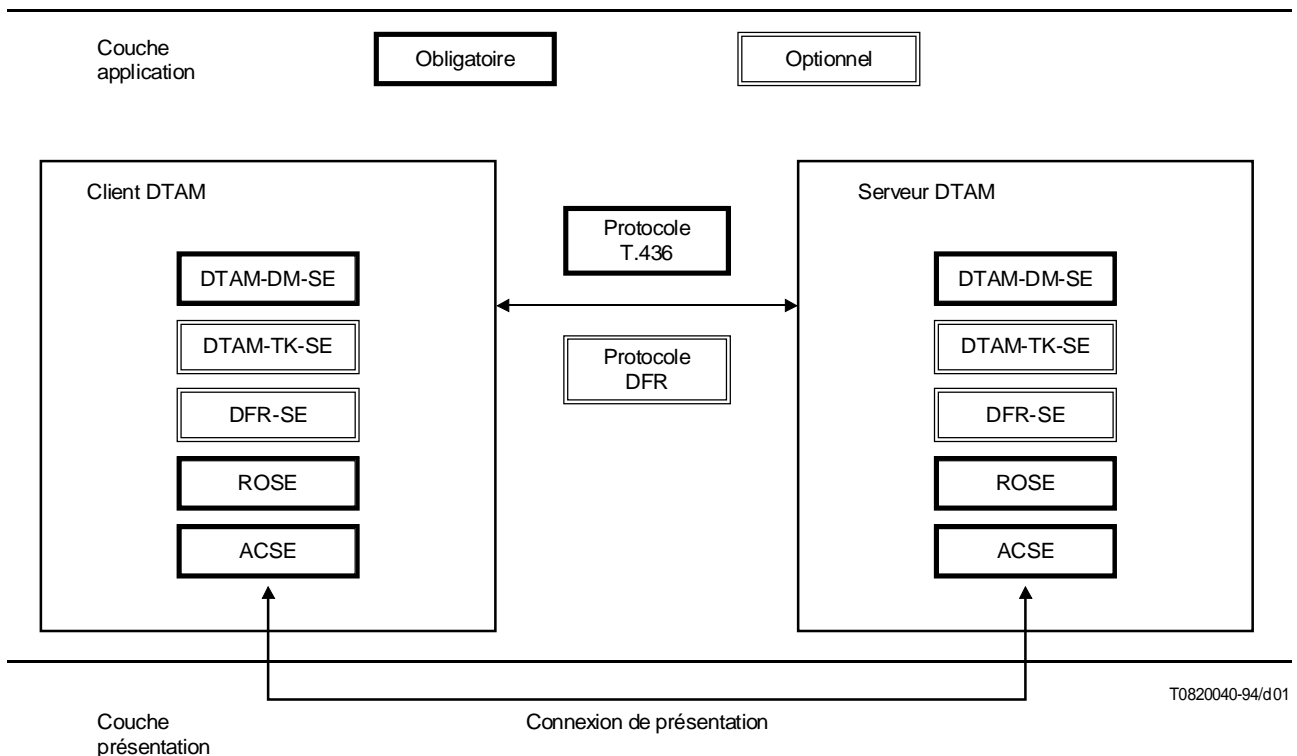 Couche
application
Obligatoire
Optionnel
Client DTAM
Serveur DTAM
Protocole
T.436
DTAM-DM-SE
DTAM-DM-SE
DTAM-TK-SE
Protocole
DFR
DTAM-TK-SE
DFR-SE
DFR-SE
ROSE
ROSE
ACSE
ACSE
T0820040-94/d01
Couche
présentation
Connexion de présentation